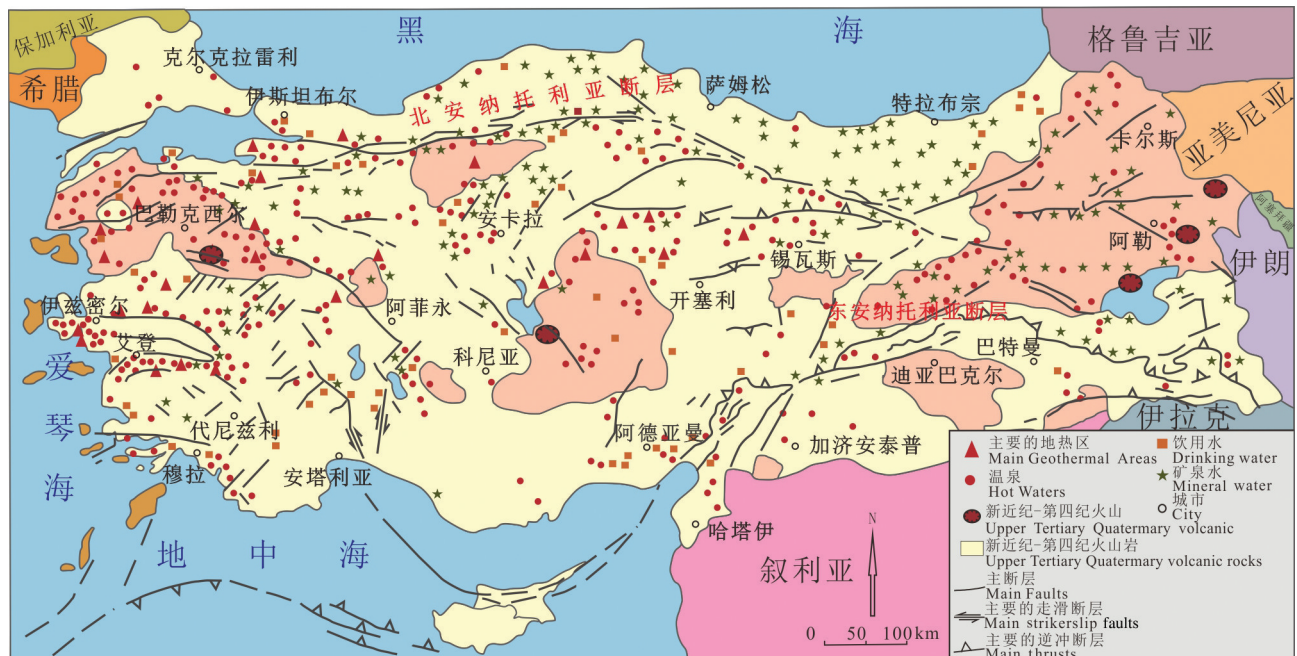 保加利亚
希腊
克尔克拉雷利
伊斯坦布尔
黑 海
北安纳托利亚断层
萨姆松
特拉布宗
格鲁吉亚
卡尔斯
亚美尼亚
阿塞拜疆
伊朗
巴勒克西尔
安卡拉
锡瓦斯
阿勒
伊兹密尔
阿菲永
开塞利
东安纳托利亚断层
艾登
科尼亚
迪亚巴克尔
巴特曼
爱琴海
代尼兹利
阿德亚曼
加济安泰普
伊拉克
穆拉
安塔利亚
哈塔伊
地中海
叙利亚
N
0 50 100km
主要的地热区
Main Geothermal Areas
饮用水
Drinking water
温泉
Hot Waters
矿泉水
Mineral water
城市
City
新近纪-第四纪火山
Upper Tertiary Quatermary volcanic
新近纪-第四纪火山岩
Upper Tertiary Quatermary volcanic rocks
主断层
Main Faults
主要的走滑断层
Main strikerslip faults
主要的逆冲断层
Main thrusts